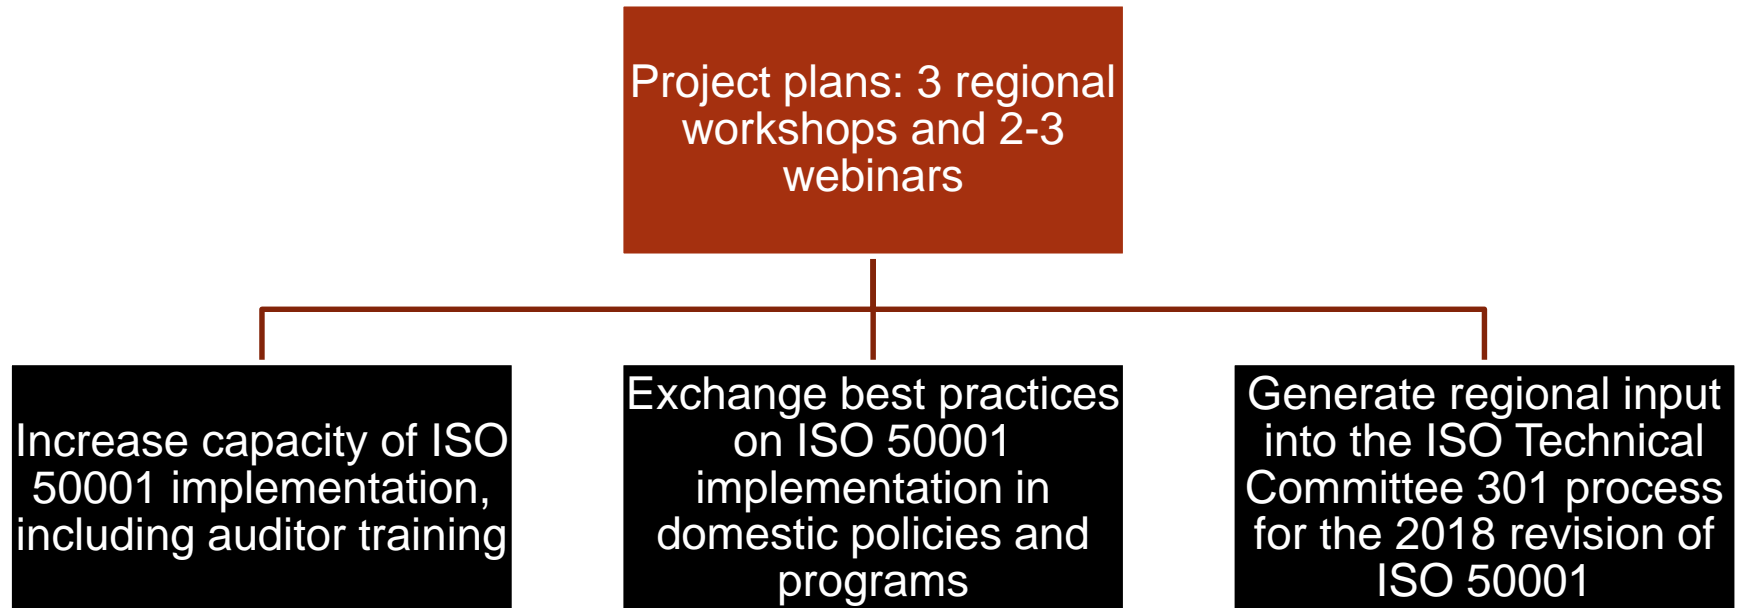 Project plans: 3 regional
workshops and 2-3
webinars
Increase capacity of ISO
50001 implementation,
including auditor training
Exchange best practices
on ISO 50001
implementation in
domestic policies and
programs
Generate regional input
into the ISO Technical
Committee 301 process
for the 2018 revision of
ISO 50001